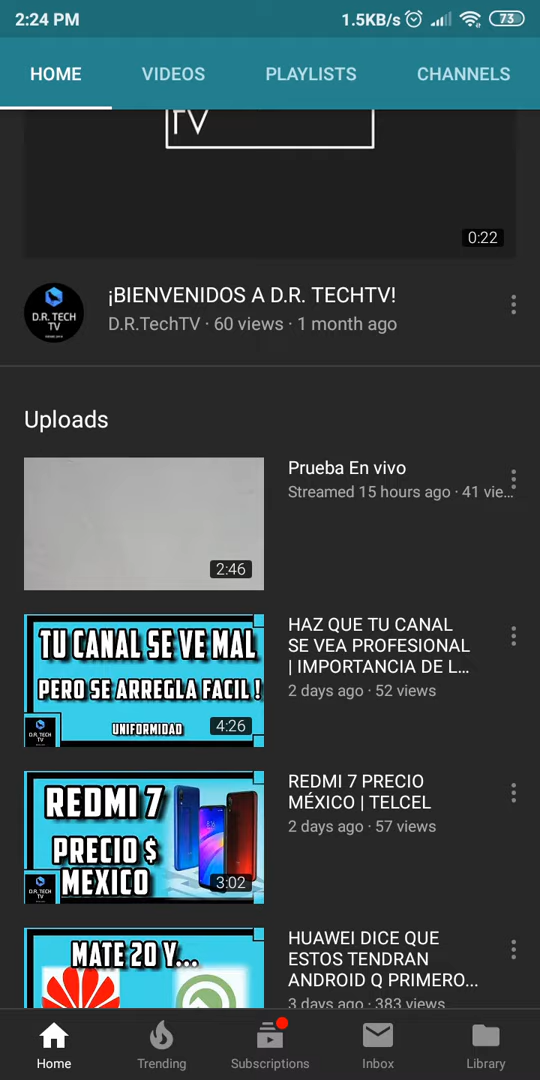 2:24 PM
1.5KB/s
73
HOME
VIDEOS
PLAYLISTS
CHANNELS
TV
0:22
D.R. TECH
TV
¡BIENVENIDOS A D.R. TECHTV!
D.R.TechTV · 60 views · 1 month ago
Uploads
2:46
Prueba En vivo
Streamed 15 hours ago · 41 vie...
TU CANAL SE VE MAL
PERO SE ARREGLA FACIL !
UNIFORMIDAD
D.R. TECH
TV
4:26
HAZ QUE TU CANAL
SE VEA PROFESIONAL
| IMPORTANCIA DE L...
2 days ago · 52 views
REDMI 7
PRECIO $
MEXICO
D.R. TECH
TV
3:02
REDMI 7 PRECIO
MÉXICO | TELCEL
2 days ago · 57 views
MATE 20 Y...
HUAWEI DICE QUE
ESTOS TENDRAN
ANDROID Q PRIMERO...
3 days ago · 383 views
Home
Trending
Subscriptions
Inbox
Library